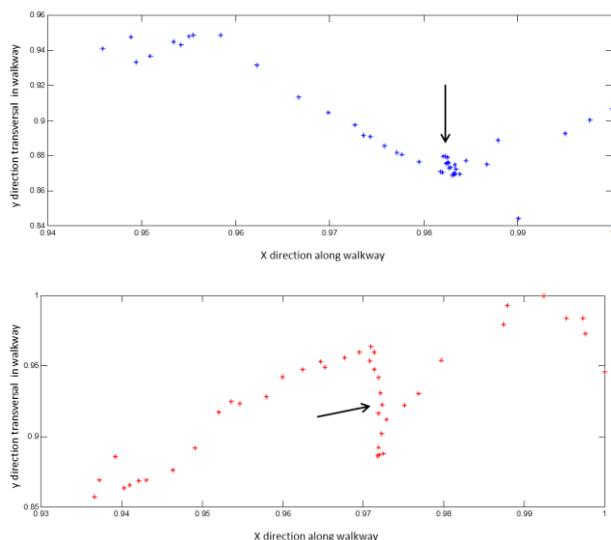 0.96
0.94
0.92
0.9
0.88
0.86
0.84
0.94 0.95 0.96 0.97 0.98 0.99
y direction transversal in walkway
X direction along walkway
1
0.95
0.9
0.85
0.93 0.94 0.95 0.96 0.97 0.98 0.99 1
y direction transversal in walkway
X direction along walkway